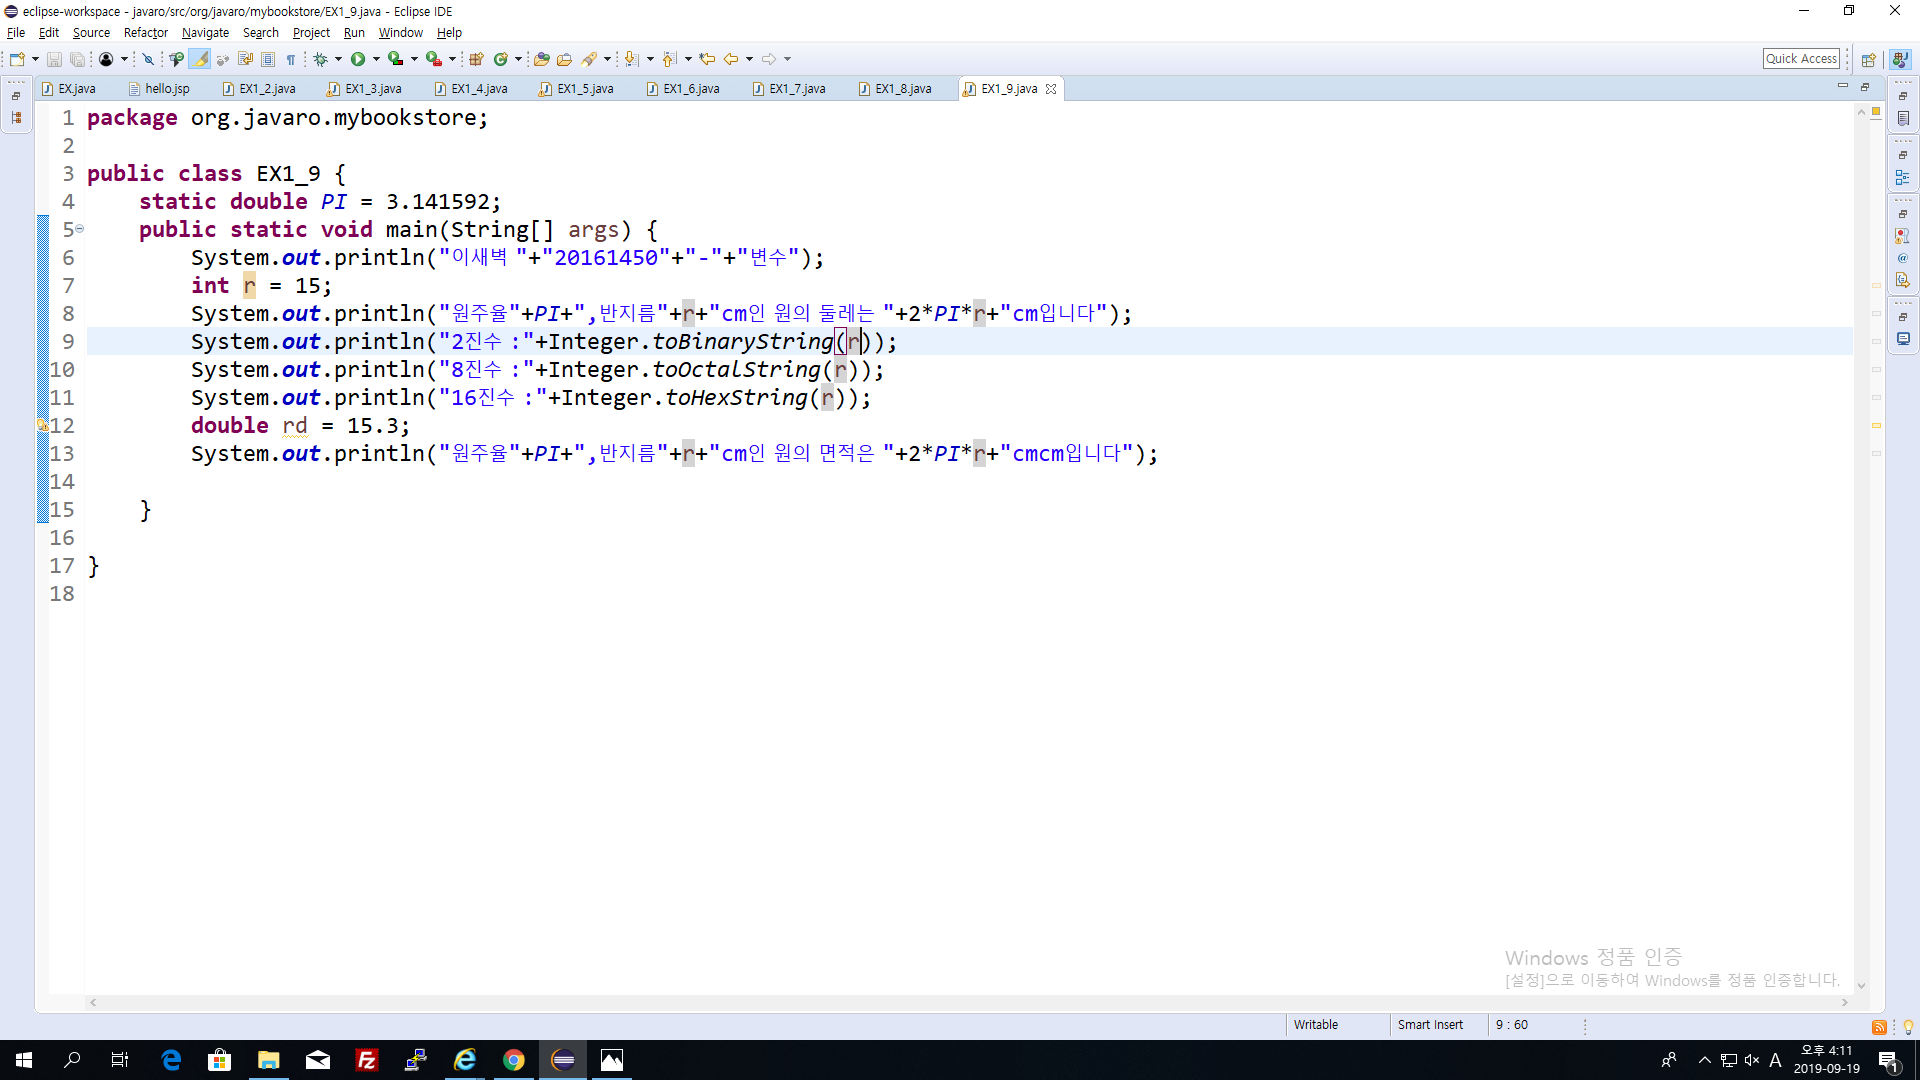 eclipse-workspace - javaro/src/org/javaro/mybookstore/EX1_9.java - Eclipse IDE
File Edit Source Refactor Navigate Search Project Run Window Help
Quick Access
EX.java hello.jsp EX1_2.java EX1_3.java EX1_4.java EX1_5.java EX1_6.java EX1_7.java EX1_8.java EX1_9.java
1 package org.javaro.mybookstore;
2
3 public class EX1_9 {
4 static double PI = 3.141592;
5 public static void main(String[] args) {
6 System.out.println("이새벽 "+"20161450"+"-"+"변수");
7 int r = 15;
8 System.out.println("원주율"+PI+",반지름"+r+"cm인 원의 둘레는 "+2*PI*r+"cm입니다");
9 System.out.println("2진수 :"+Integer.toBinaryString(r));
10 System.out.println("8진수 :"+Integer.toOctalString(r));
11 System.out.println("16진수 :"+Integer.toHexString(r));
12 double rd = 15.3;
13 System.out.println("원주율"+PI+",반지름"+r+"cm인 원의 면적은 "+2*PI*r+"cmcm입니다");
14
15 }
16
17 }
18
Windows 정품 인증
[설정]으로 이동하여 Windows를 정품 인증합니다.
Writable Smart Insert 9 : 60
A 오후 4:11
2019-09-19
1